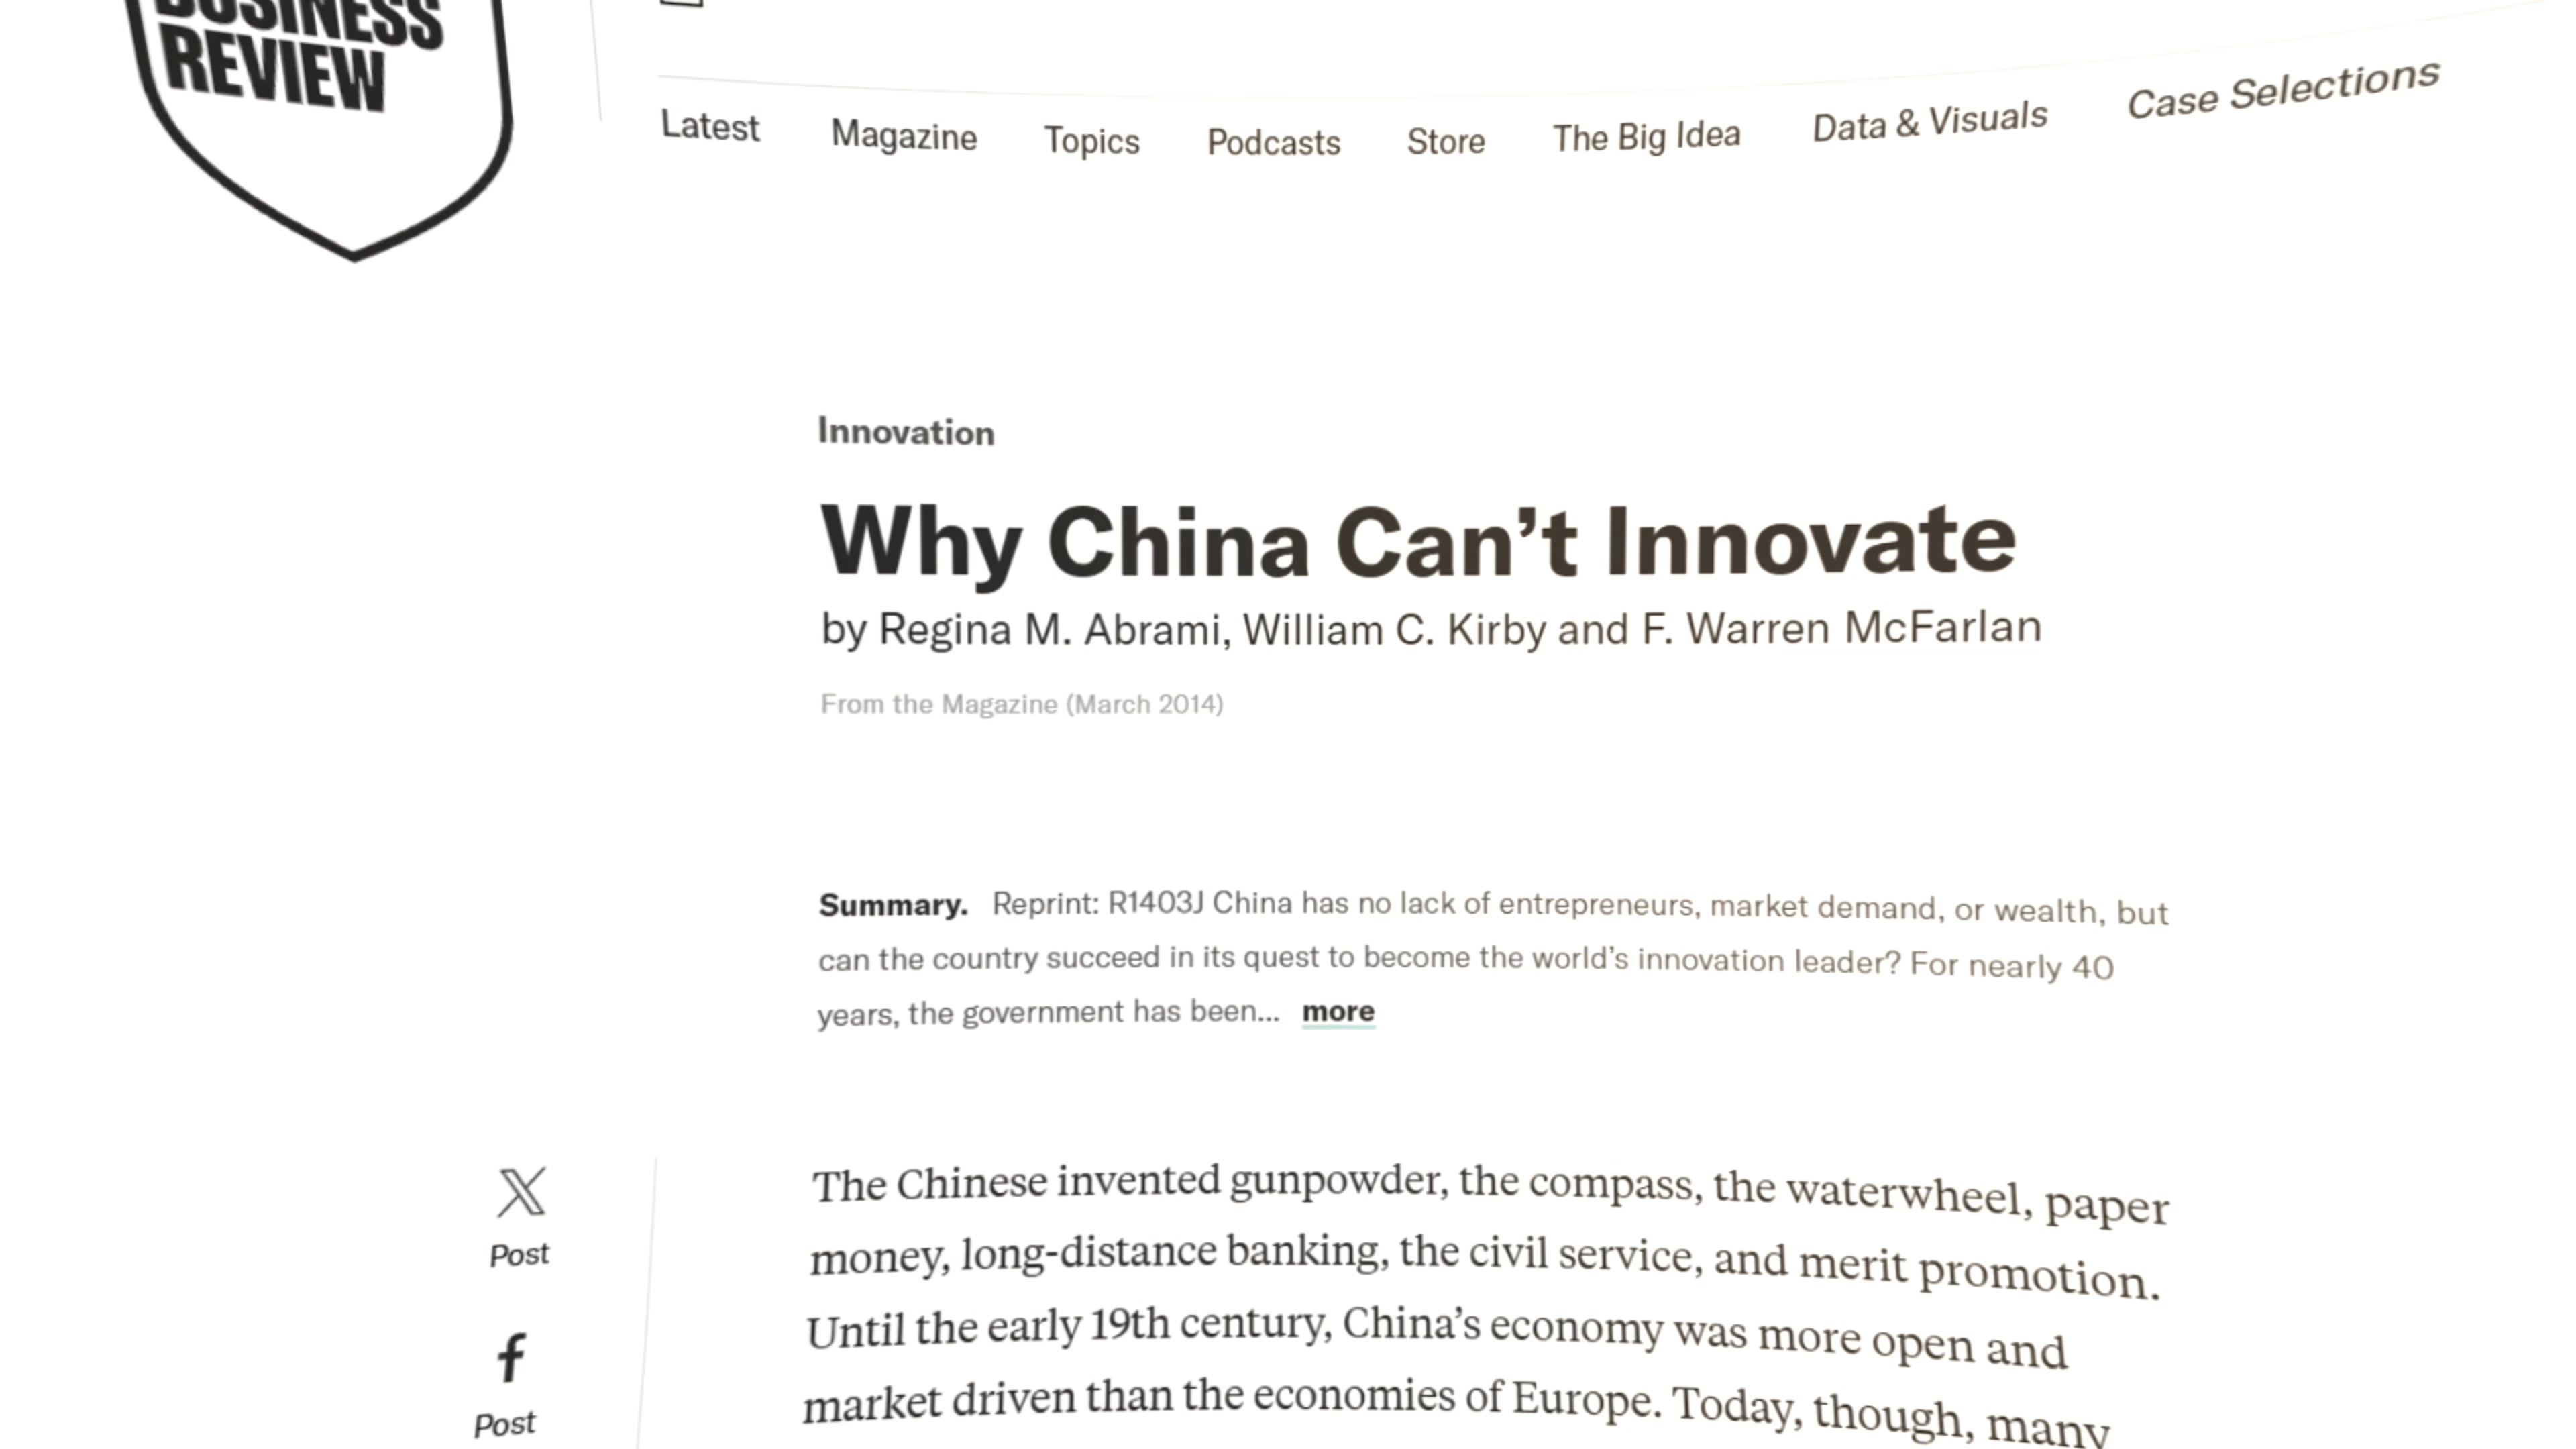 BUSINESS
REVIEW
Latest Magazine Topics Podcasts Store The Big Idea Data & Visuals Case Selections
Innovation
Why China Can’t Innovate
by Regina M. Abrami, William C. Kirby and F. Warren McFarlan
From the Magazine (March 2014)
Summary. Reprint: R1403J China has no lack of entrepreneurs, market demand, or wealth, but
can the country succeed in its quest to become the world’s innovation leader? For nearly 40
years, the government has been... more
The Chinese invented gunpowder, the compass, the waterwheel, paper
money, long-distance banking, the civil service, and merit promotion.
Until the early 19th century, China’s economy was more open and
market driven than the economies of Europe. Today, though, many
Post
Post